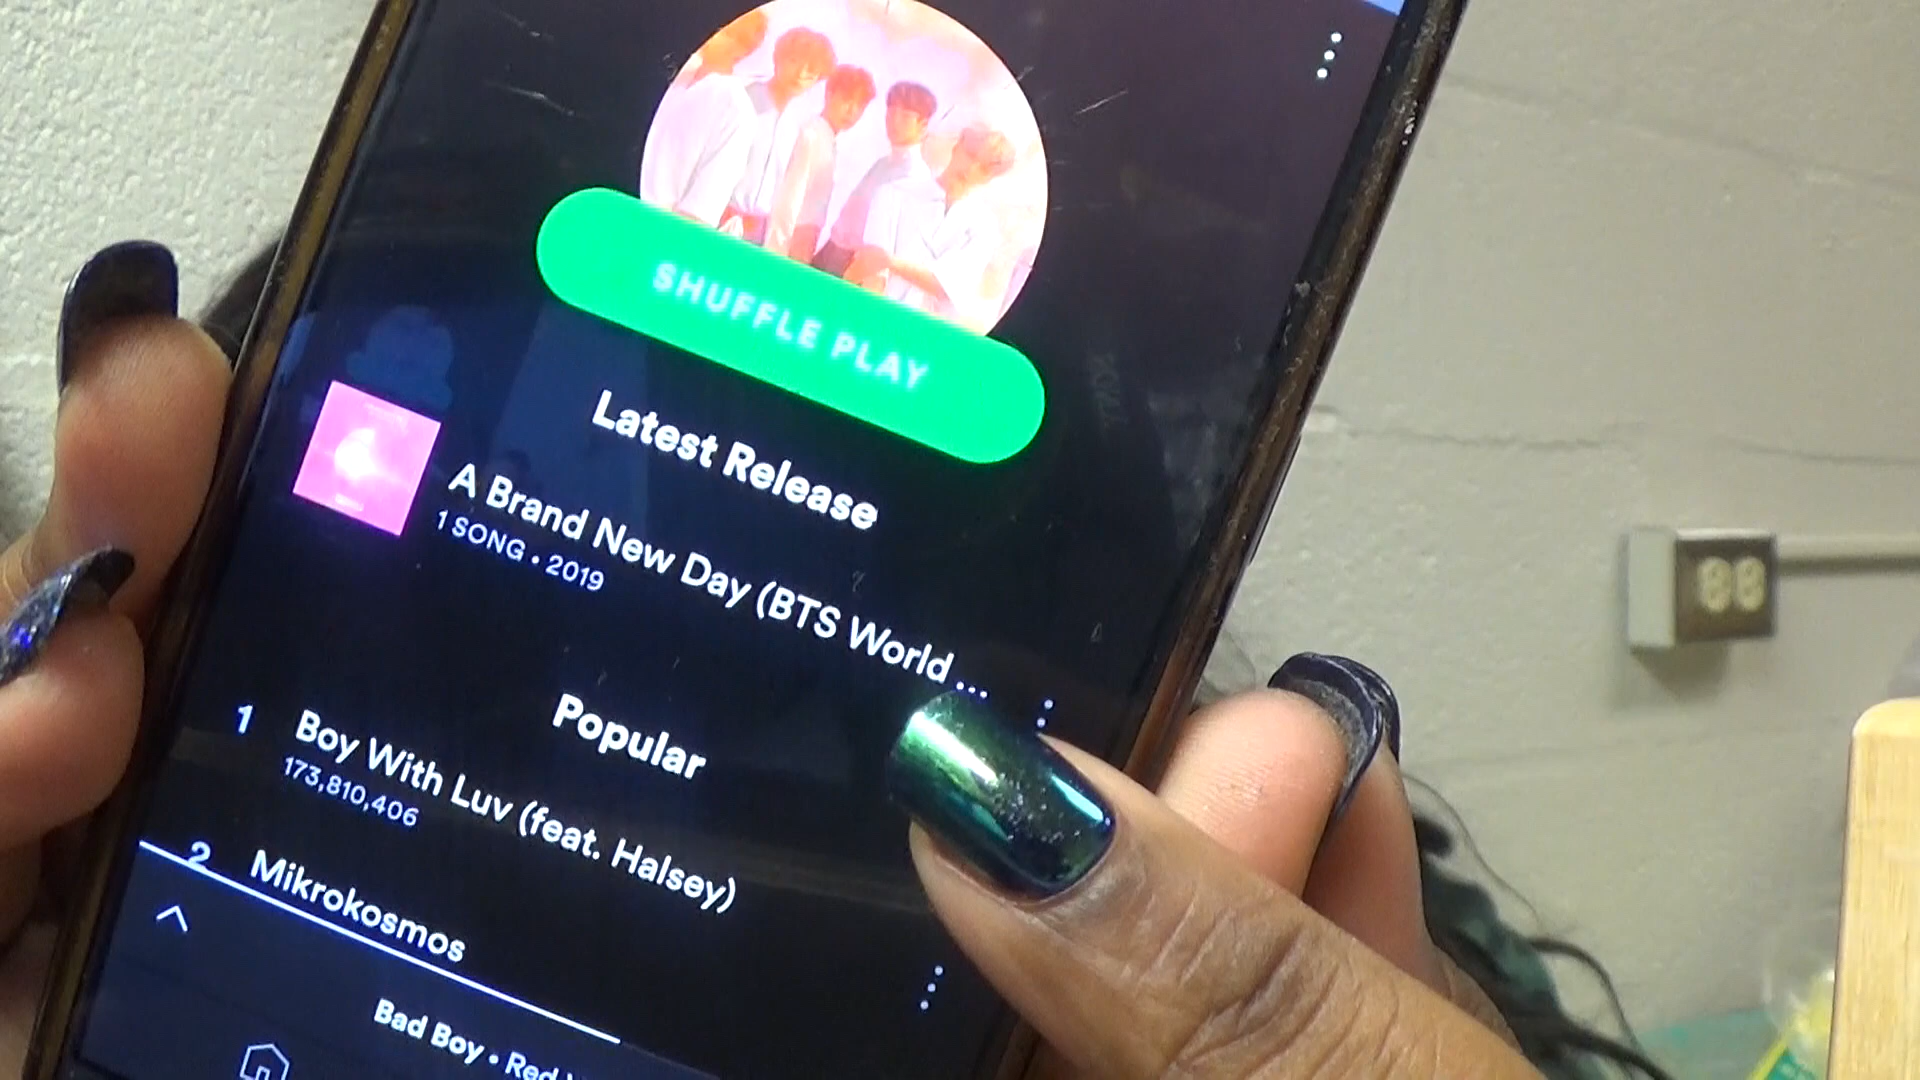 SHUFFLE PLAY
Latest Release
A Brand New Day (BTS World ...
1 SONG • 2019
Popular
1 Boy With Luv (feat. Halsey)
173,810,406
2 Mikrokosmos
Bad Boy • Red